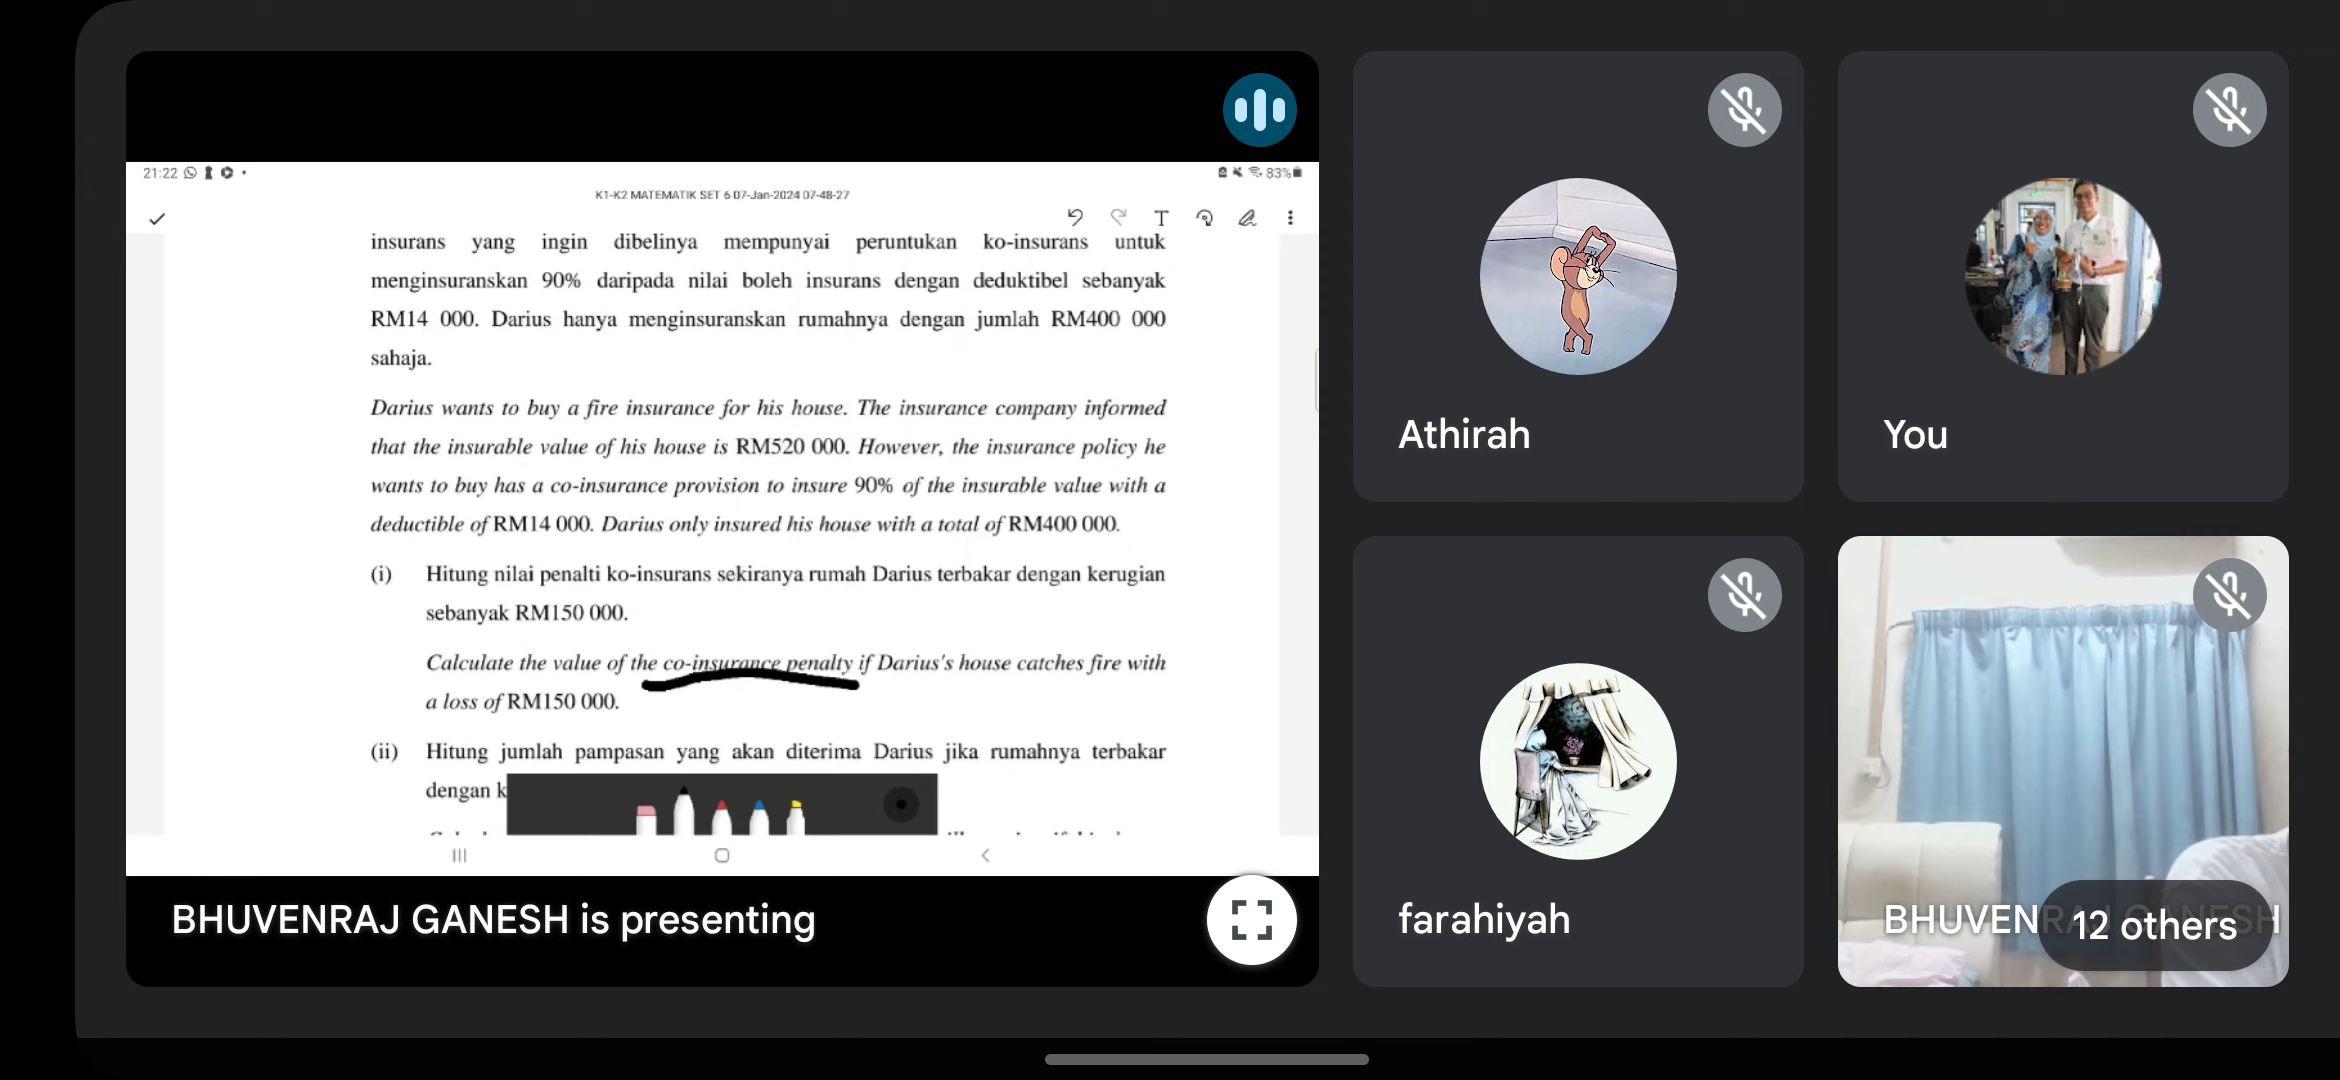 21:22
83%
K1-K2 MATEMATIK SET 6 07-Jan-2024 07-48-27
T
insurans yang ingin dibelinya mempunyai peruntukan ko-insurans untuk
menginsuranskan 90% daripada nilai boleh insurans dengan deduktibel sebanyak
RM14 000. Darius hanya menginsuranskan rumahnya dengan jumlah RM400 000
sahaja.
Darius wants to buy a fire insurance for his house. The insurance company informed
that the insurable value of his house is RM520 000. However, the insurance policy he
wants to buy has a co-insurance provision to insure 90% of the insurable value with a
deductible of RM14 000. Darius only insured his house with a total of RM400 000.
(i) Hitung nilai penalti ko-insurans sekiranya rumah Darius terbakar dengan kerugian
sebanyak RM150 000.
Calculate the value of the co-insurance penalty if Darius's house catches fire with
a loss of RM150 000.
(ii) Hitung jumlah pampasan yang akan diterima Darius jika rumahnya terbakar
dengan k
BHUVENRAJ GANESH is presenting
Athirah
You
farahiyah
BHUVENRAJ GANESH
12 others